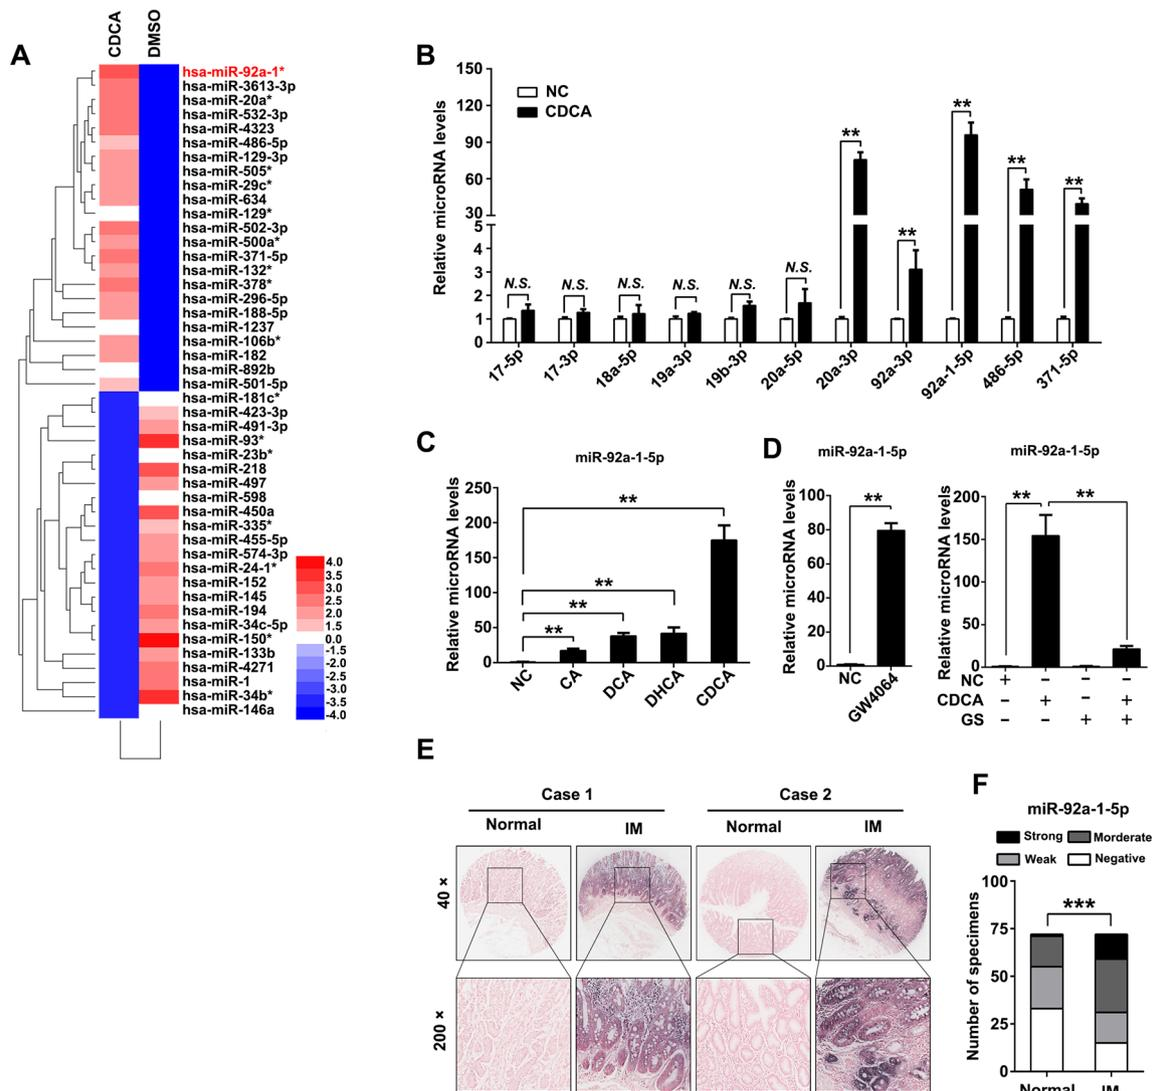 A
CDCA
DMSO
hsa-miR-92a-1*
hsa-miR-3613-3p
hsa-miR-20a*
hsa-miR-532-3p
hsa-miR-4323
hsa-miR-486-5p
hsa-miR-129-3p
hsa-miR-505*
hsa-miR-29c*
hsa-miR-634
hsa-miR-129*
hsa-miR-502-3p
hsa-miR-500a*
hsa-miR-371-5p
hsa-miR-132*
hsa-miR-378*
hsa-miR-296-5p
hsa-miR-188-5p
hsa-miR-1237
hsa-miR-106b*
hsa-miR-182
hsa-miR-892b
hsa-miR-501-5p
hsa-miR-181c*
hsa-miR-423-3p
hsa-miR-491-3p
hsa-miR-93*
hsa-miR-23b*
hsa-miR-218
hsa-miR-497
hsa-miR-598
hsa-miR-450a
hsa-miR-335*
hsa-miR-455-5p
hsa-miR-574-3p
hsa-miR-24-1*
hsa-miR-152
hsa-miR-145
hsa-miR-194
hsa-miR-34c-5p
hsa-miR-150*
hsa-miR-133b
hsa-miR-4271
hsa-miR-1
hsa-miR-34b*
hsa-miR-146a
4.0
3.5
3.0
2.5
2.0
1.5
0.0
-1.5
-2.0
-2.5
-3.0
-3.5
-4.0
B
Relative microRNA levels
150
120
90
60
30
5
4
3
2
1
0
NC
CDCA
N.S. N.S. N.S. N.S. N.S. N.S. ** ** ** ** **
17-5p 17-3p 18a-5p 19a-3p 19b-3p 20a-5p 20a-3p 92a-3p 92a-1-5p 486-5p 371-5p
C
miR-92a-1-5p
Relative microRNA levels
250
200
150
100
50
0
**
**
**
**
NC CA DCA DHCA CDCA
D
miR-92a-1-5p
Relative microRNA levels
100
80
60
40
20
0
**
NC GW4064
miR-92a-1-5p
Relative microRNA levels
200
150
100
50
0
** **
NC + − − −
CDCA − + − +
GS − − + +
E
Case 1 Case 2
Normal IM Normal IM
40 ×
200 ×
F
miR-92a-1-5p
Strong Morderate
Weak Negative
Number of specimens
100
75
50
25
0
***
Normal IM